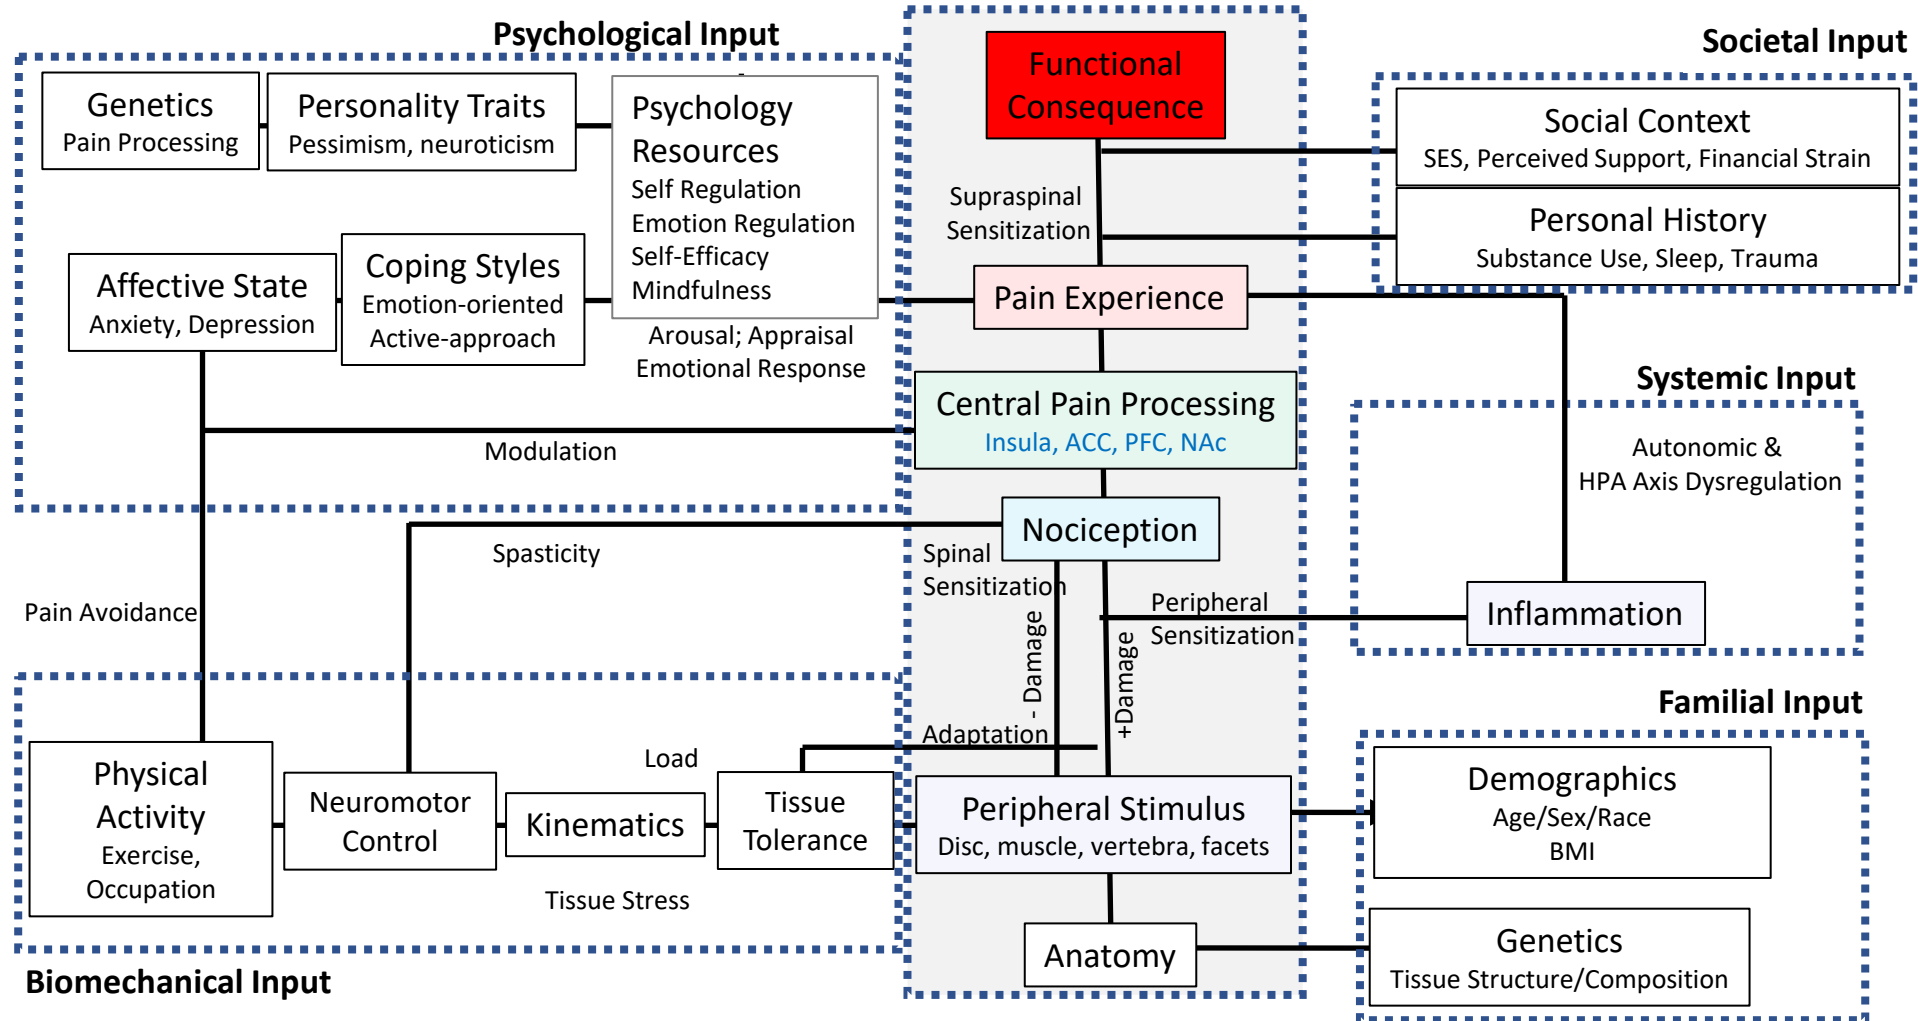 Psychological Input
Genetics
Pain Processing
Personality Traits
Pessimism, neuroticism
Psychology
Resources
Self Regulation
Emotion Regulation
Self-Efficacy
Mindfulness
Affective State
Anxiety, Depression
Coping Styles
Emotion-oriented
Active-approach
Arousal; Appraisal
Emotional Response
Modulation
Functional
Consequence
Supraspinal
Sensitization
Pain Experience
Central Pain Processing
Insula, ACC, PFC, NAc
Nociception
Spinal
Sensitization
Peripheral
Sensitization
- Damage
+Damage
Adaptation
Peripheral Stimulus
Disc, muscle, vertebra, facets
Anatomy
Societal Input
Social Context
SES, Perceived Support, Financial Strain
Personal History
Substance Use, Sleep, Trauma
Systemic Input
Autonomic &
HPA Axis Dysregulation
Inflammation
Familial Input
Demographics
Age/Sex/Race
BMI
Genetics
Tissue Structure/Composition
Spasticity
Pain Avoidance
Physical
Activity
Exercise,
Occupation
Neuromotor
Control
Kinematics
Load
Tissue
Tolerance
Tissue Stress
Biomechanical Input